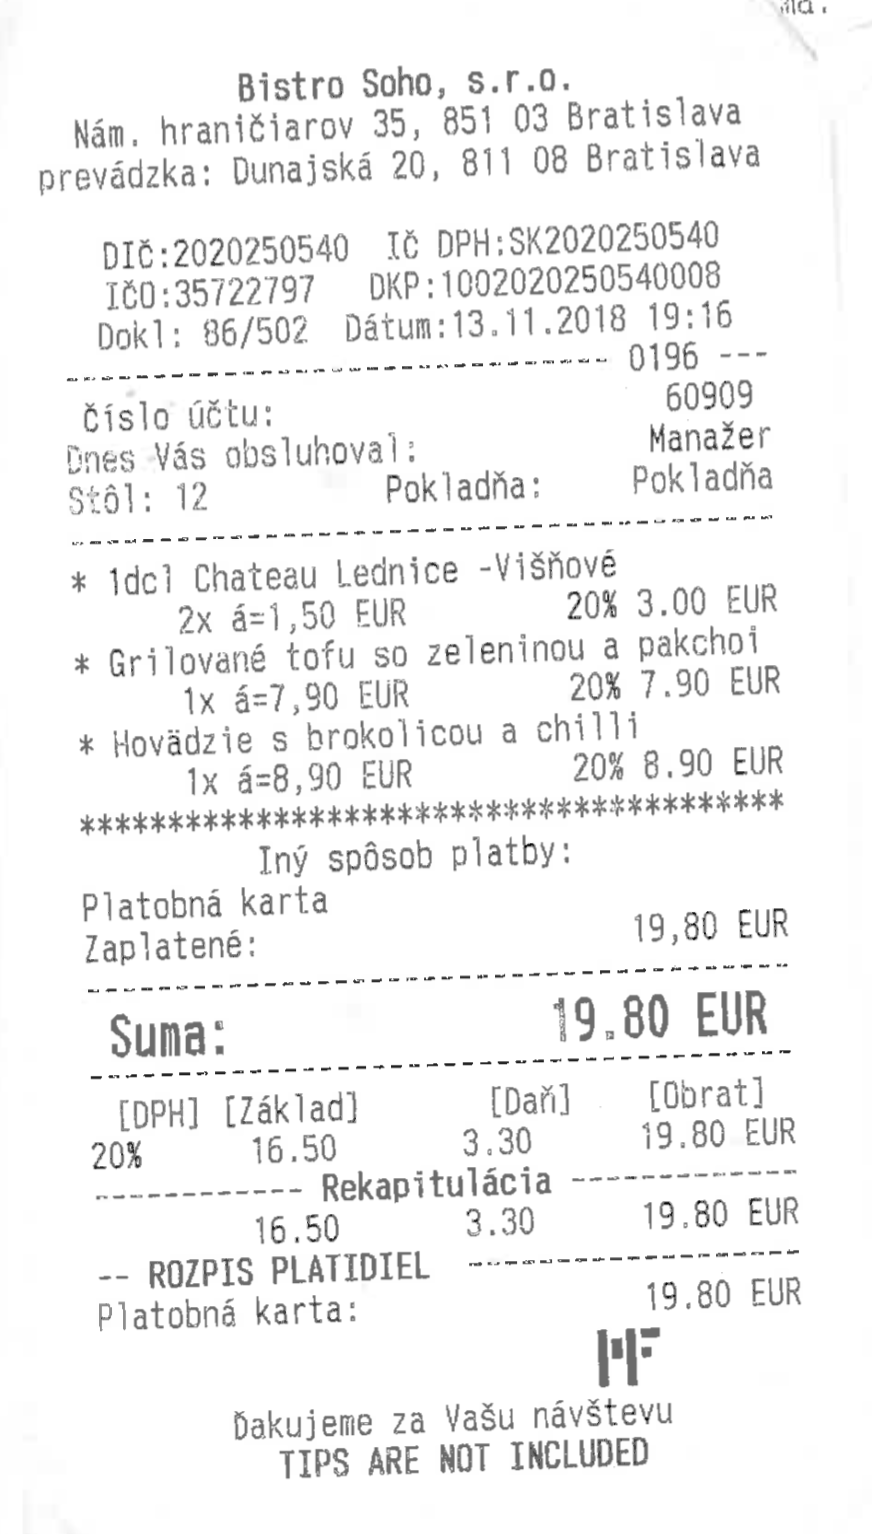 Bistro Soho, s.r.o.
Nám. hraničiarov 35, 851 03 Bratislava
prevádzka: Dunajská 20, 811 08 Bratislava
DIČ:2020250540 IČ DPH:SK2020250540
IČO:35722797 DKP:1002020250540008
Dokl: 86/502 Dátum:13.11.2018 19:16
------------------------------ 0196 ---
Číslo účtu: 60909
Dnes Vás obsluhoval: Manažer
Stôl: 12 Pokladňa: Pokladňa
* 1dcl Chateau Lednice -Višňové
2x á=1,50 EUR 20% 3.00 EUR
* Grilované tofu so zeleninou a pakchoi
1x á=7,90 EUR 20% 7.90 EUR
* Hovädzie s brokolicou a chilli
1x á=8,90 EUR 20% 8.90 EUR
****************************************
Iný spôsob platby:
Platobná karta
Zaplatené: 19,80 EUR
Suma: 19.80 EUR
[DPH] [Základ] [Daň] [Obrat]
20% 16.50 3.30 19.80 EUR
------------ Rekapitulácia -------------
16.50 3.30 19.80 EUR
-- ROZPIS PLATIDIEL -------------------
Platobná karta: 19.80 EUR
MF
Ďakujeme za Vašu návštevu
TIPS ARE NOT INCLUDED